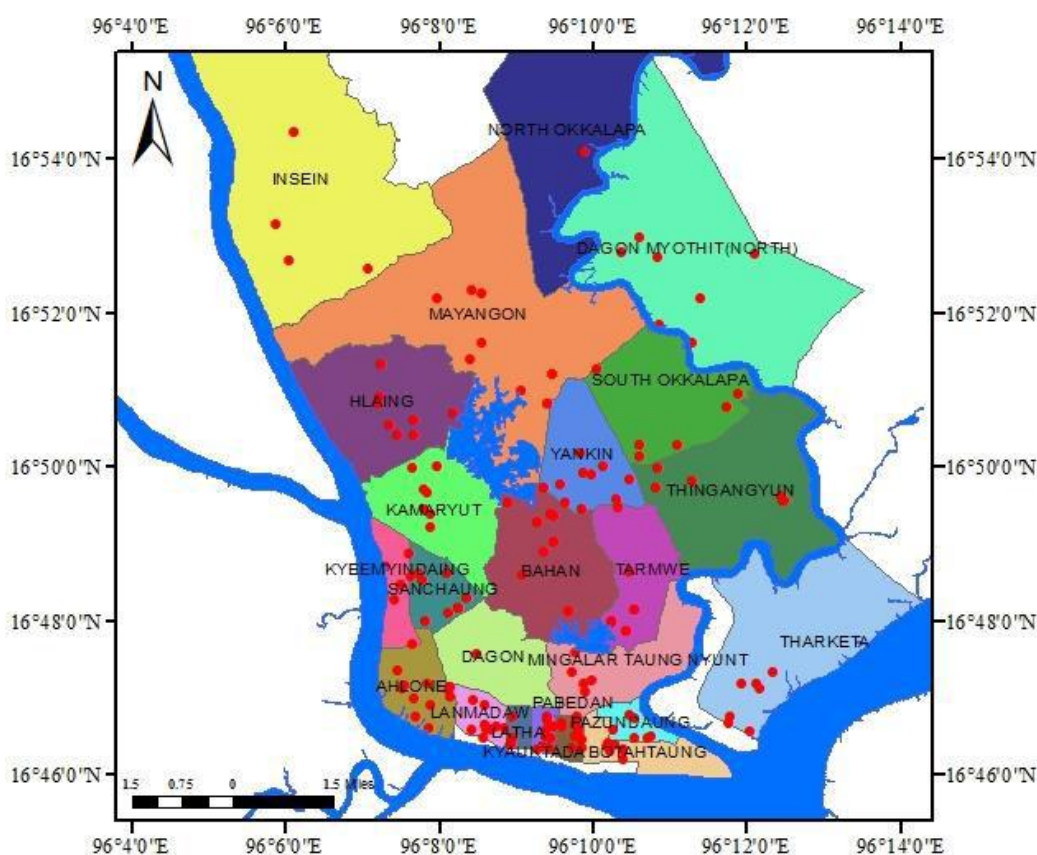 96°4'0"E 96°6'0"E 96°8'0"E 96°10'0"E 96°12'0"E 96°14'0"E
N
NORTH OKKALAPA
16°54'0"N 16°54'0"N
INSEIN
DAGON MYOTHIT(NORTH)
16°52'0"N 16°52'0"N
MAYANGON
SOUTH OKKALAPA
HLAING
YANKIN
16°50'0"N 16°50'0"N
THINGANGYUN
KAMARYUT
KYEEMYINDAING BAHAN TARMWE
SANCHAUNG
16°48'0"N 16°48'0"N
THARKETA
DAGON MINGALAR TAUNG NYUNT
AHLONE
PABEDAN
LANMADAW
PAZUNDAUNG
LATHA
KYAUKTADA BOTAHTAUNG
16°46'0"N 16°46'0"N
1.5 0.75 0 1.5 Miles
96°4'0"E 96°6'0"E 96°8'0"E 96°10'0"E 96°12'0"E 96°14'0"E